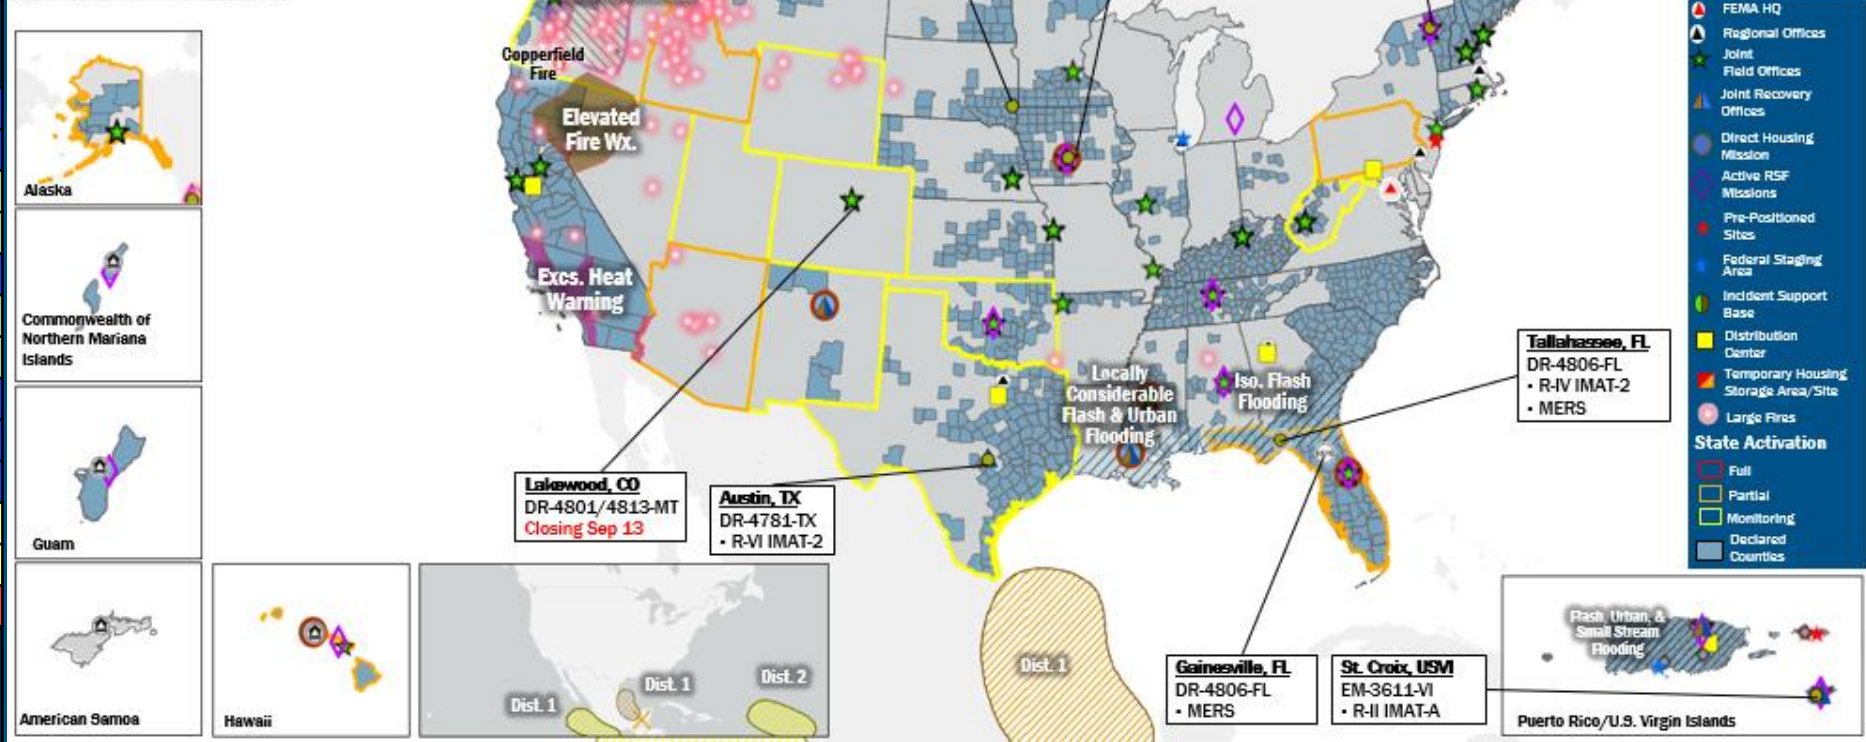 Copperfield
Fire
Elevated
Fire Wx.
Excs. Heat
Warning
Locally
Considerable
Flash & Urban
Flooding
Iso. Flash
Flooding
Alaska
Commonwealth of
Northern Mariana
Islands
Guam
American Samoa
Hawaii
Lakewood, CO
DR-4801/4813-MT
Closing Sep 13
Austin, TX
DR-4781-TX
• R-VI IMAT-2
Tallahassee, FL
DR-4806-FL
• R-IV IMAT-2
• MERS
Gainesville, FL
DR-4806-FL
• MERS
St. Croix, USVI
EM-3611-VI
• R-II IMAT-A
Dist. 1
Dist. 1
Dist. 2
Dist. 1
Flash, Urban, &
Small Stream
Flooding
Puerto Rico/U.S. Virgin Islands
FEMA HQ
Regional Offices
Joint
Field Offices
Joint Recovery
Offices
Direct Housing
Mission
Active RSF
Missions
Pre-Positioned
Sites
Federal Staging
Area
Incident Support
Base
Distribution
Center
Temporary Housing
Storage Area/Site
Large Fires
State Activation
Full
Partial
Monitoring
Declared
Counties